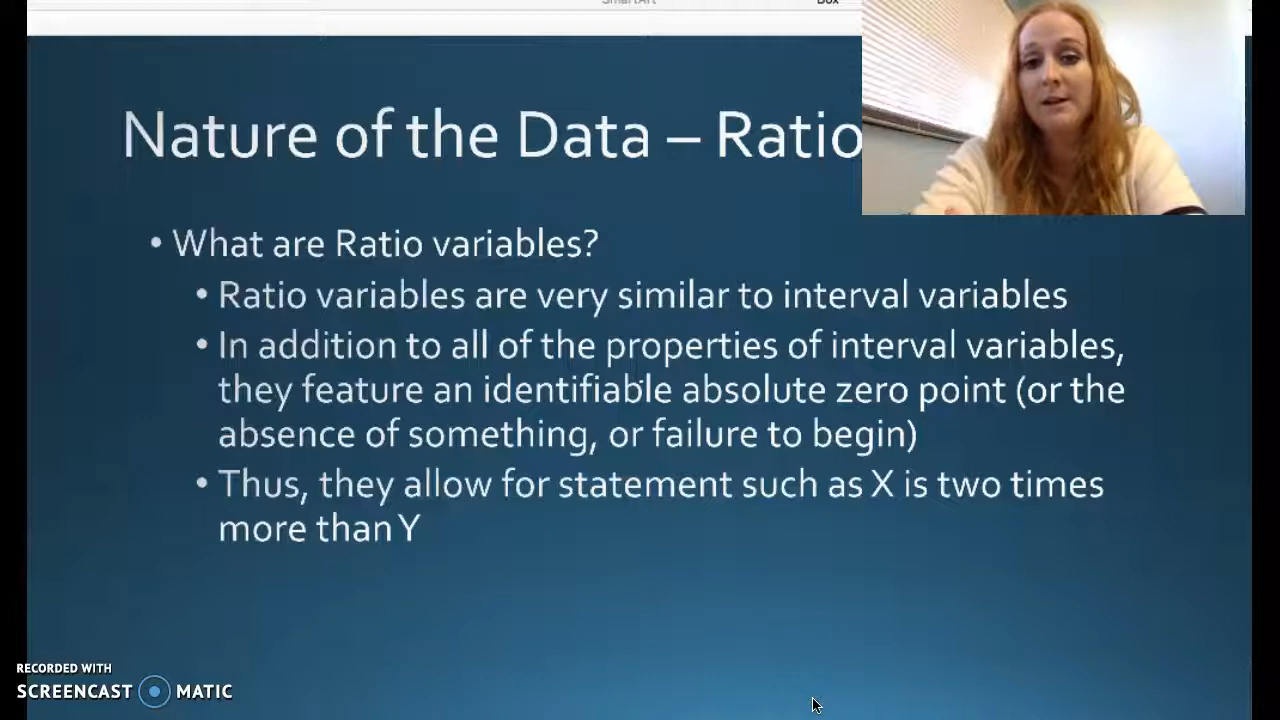 SmartArt
Box
Nature of the Data – Ratio
• What are Ratio variables?
• Ratio variables are very similar to interval variables
• In addition to all of the properties of interval variables,
they feature an identifiable absolute zero point (or the
absence of something, or failure to begin)
• Thus, they allow for statement such as X is two times
more than Y
RECORDED WITH
SCREENCAST MATIC